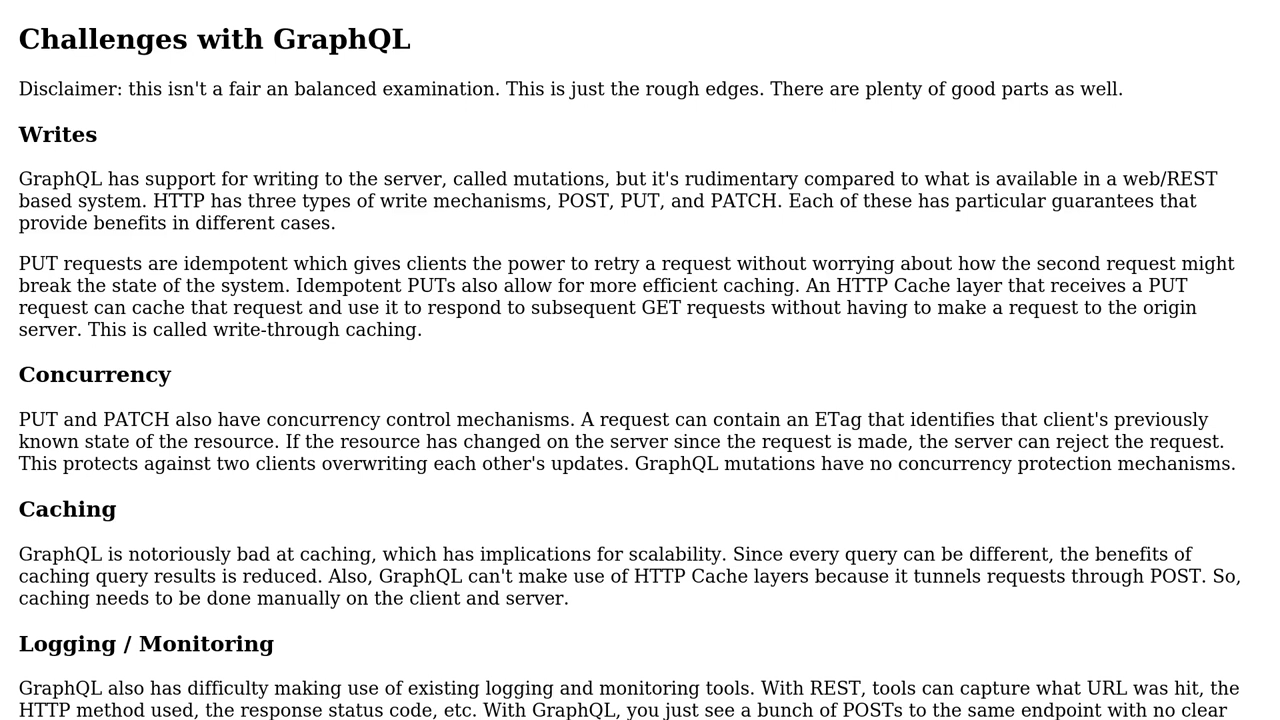 Challenges with GraphQL
Disclaimer: this isn't a fair an balanced examination. This is just the rough edges. There are plenty of good parts as well.
Writes
GraphQL has support for writing to the server, called mutations, but it's rudimentary compared to what is available in a web/REST
based system. HTTP has three types of write mechanisms, POST, PUT, and PATCH. Each of these has particular guarantees that
provide benefits in different cases.
PUT requests are idempotent which gives clients the power to retry a request without worrying about how the second request might
break the state of the system. Idempotent PUTs also allow for more efficient caching. An HTTP Cache layer that receives a PUT
request can cache that request and use it to respond to subsequent GET requests without having to make a request to the origin
server. This is called write-through caching.
Concurrency
PUT and PATCH also have concurrency control mechanisms. A request can contain an ETag that identifies that client's previously
known state of the resource. If the resource has changed on the server since the request is made, the server can reject the request.
This protects against two clients overwriting each other's updates. GraphQL mutations have no concurrency protection mechanisms.
Caching
GraphQL is notoriously bad at caching, which has implications for scalability. Since every query can be different, the benefits of
caching query results is reduced. Also, GraphQL can't make use of HTTP Cache layers because it tunnels requests through POST. So,
caching needs to be done manually on the client and server.
Logging / Monitoring
GraphQL also has difficulty making use of existing logging and monitoring tools. With REST, tools can capture what URL was hit, the
HTTP method used, the response status code, etc. With GraphQL, you just see a bunch of POSTs to the same endpoint with no clear